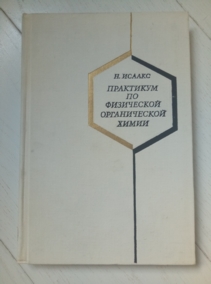 Н. ИСААКС
ПРАКТИКУМ
ПО
ФИЗИЧЕСКОЙ
ОРГАНИЧЕСКОЙ
ХИМИИ